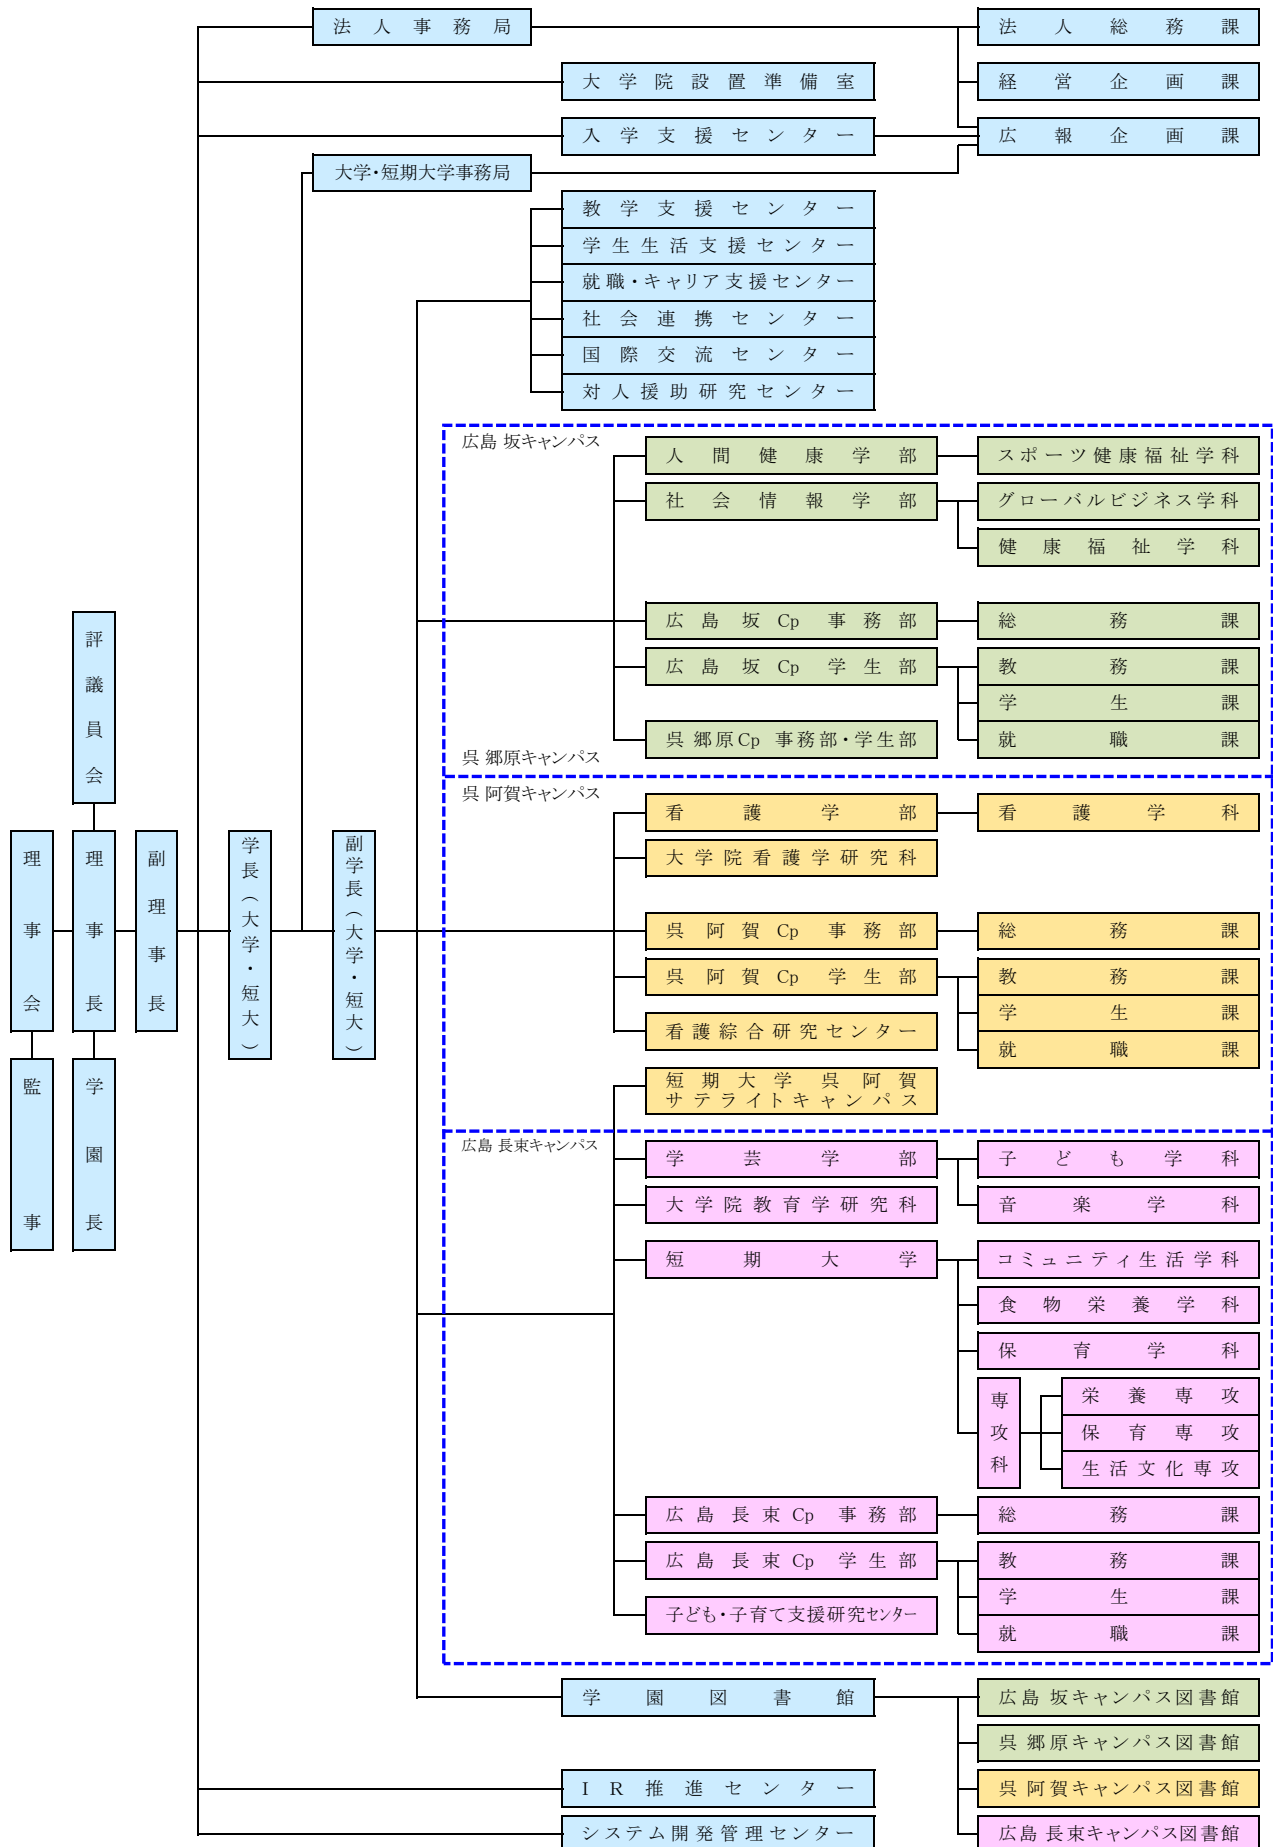 法人事務局
法人総務課
大学院設置準備室
経営企画課
入学支援センター
広報企画課
大学・短期大学事務局
教学支援センター
学生生活支援センター
就職・キャリア支援センター
社会連携センター
国際交流センター
対人援助研究センター
広島 坂キャンパス
人間健康学部
スポーツ健康福祉学科
社会情報学部
グローバルビジネス学科
健康福祉学科
広島坂Cp 事務部
総務課
広島坂Cp 学生部
教務課
学生課
呉 郷原Cp 事務部・学生部
就職課
呉 郷原キャンパス
評議員会
理事会
理事長
副理事長
学長（大学・短大）
副学長（大学・短大）
監事
学園長
呉 阿賀キャンパス
看護学部
看護学科
大学院看護学研究科
呉阿賀Cp 事務部
総務課
呉阿賀Cp 学生部
教務課
学生課
看護綜合研究センター
就職課
短期大学 呉阿賀
サテライトキャンパス
広島 長束キャンパス
学芸学部
子ども学科
大学院教育学研究科
音楽学科
短期大学
コミュニティ生活学科
食物栄養学科
保育学科
専攻科
栄養専攻
保育専攻
生活文化専攻
広島長束Cp 事務部
総務課
広島長束Cp 学生部
教務課
学生課
子ども・子育て支援研究センター
就職課
学園図書館
広島 坂キャンパス図書館
呉 郷原キャンパス図書館
IR推進センター
呉 阿賀キャンパス図書館
システム開発管理センター
広島 長束キャンパス図書館